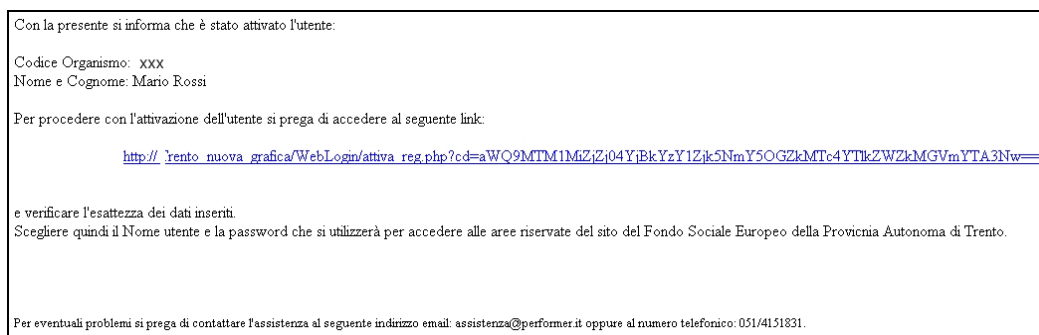 Con la presente si informa che è stato attivato l'utente:
Codice Organismo: xxx
Nome e Cognome: Mario Rossi
Per procedere con l'attivazione dell'utente si prega di accedere al seguente link:
http:// Trento_nuova_grafica/WebLogin/attiva_reg.php?cd=aWQ9MTM1MiZjZj04YjBkYzY1Zjk5NmY5OGZkMTc4YTlkZWZkMGVmYTA3Nw==
e verificare l'esattezza dei dati inseriti.
Scegliere quindi il Nome utente e la password che si utilizzerà per accedere alle aree riservate del sito del Fondo Sociale Europeo della Provicnia Autonoma di Trento.
Per eventuali problemi si prega di contattare l'assistenza al seguente indirizzo email: assistenza@performer.it oppure al numero telefonico: 051/4151831.